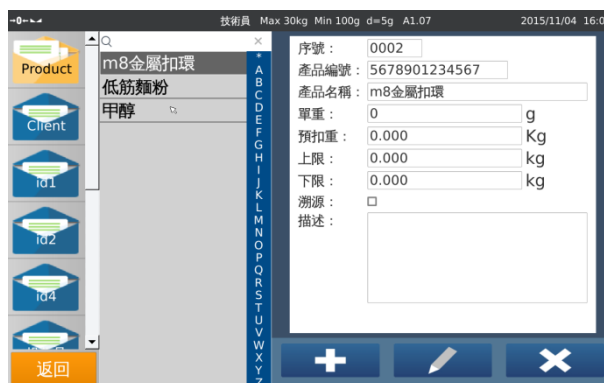 →0← 技術員 Max 30kg Min 100g d=5g A1.07 2015/11/04 16:0
Product
Client
id1
id2
id4
返回
m8金屬扣環
低筋麵粉
甲醇
*
A
B
C
D
E
F
G
H
I
J
K
L
M
N
O
P
Q
R
S
T
U
V
W
X
Y
Z
序號： 0002
產品編號： 5678901234567
產品名稱： m8金屬扣環
單重： 0 g
預扣重： 0.000 Kg
上限： 0.000 kg
下限： 0.000 kg
溯源：
描述：